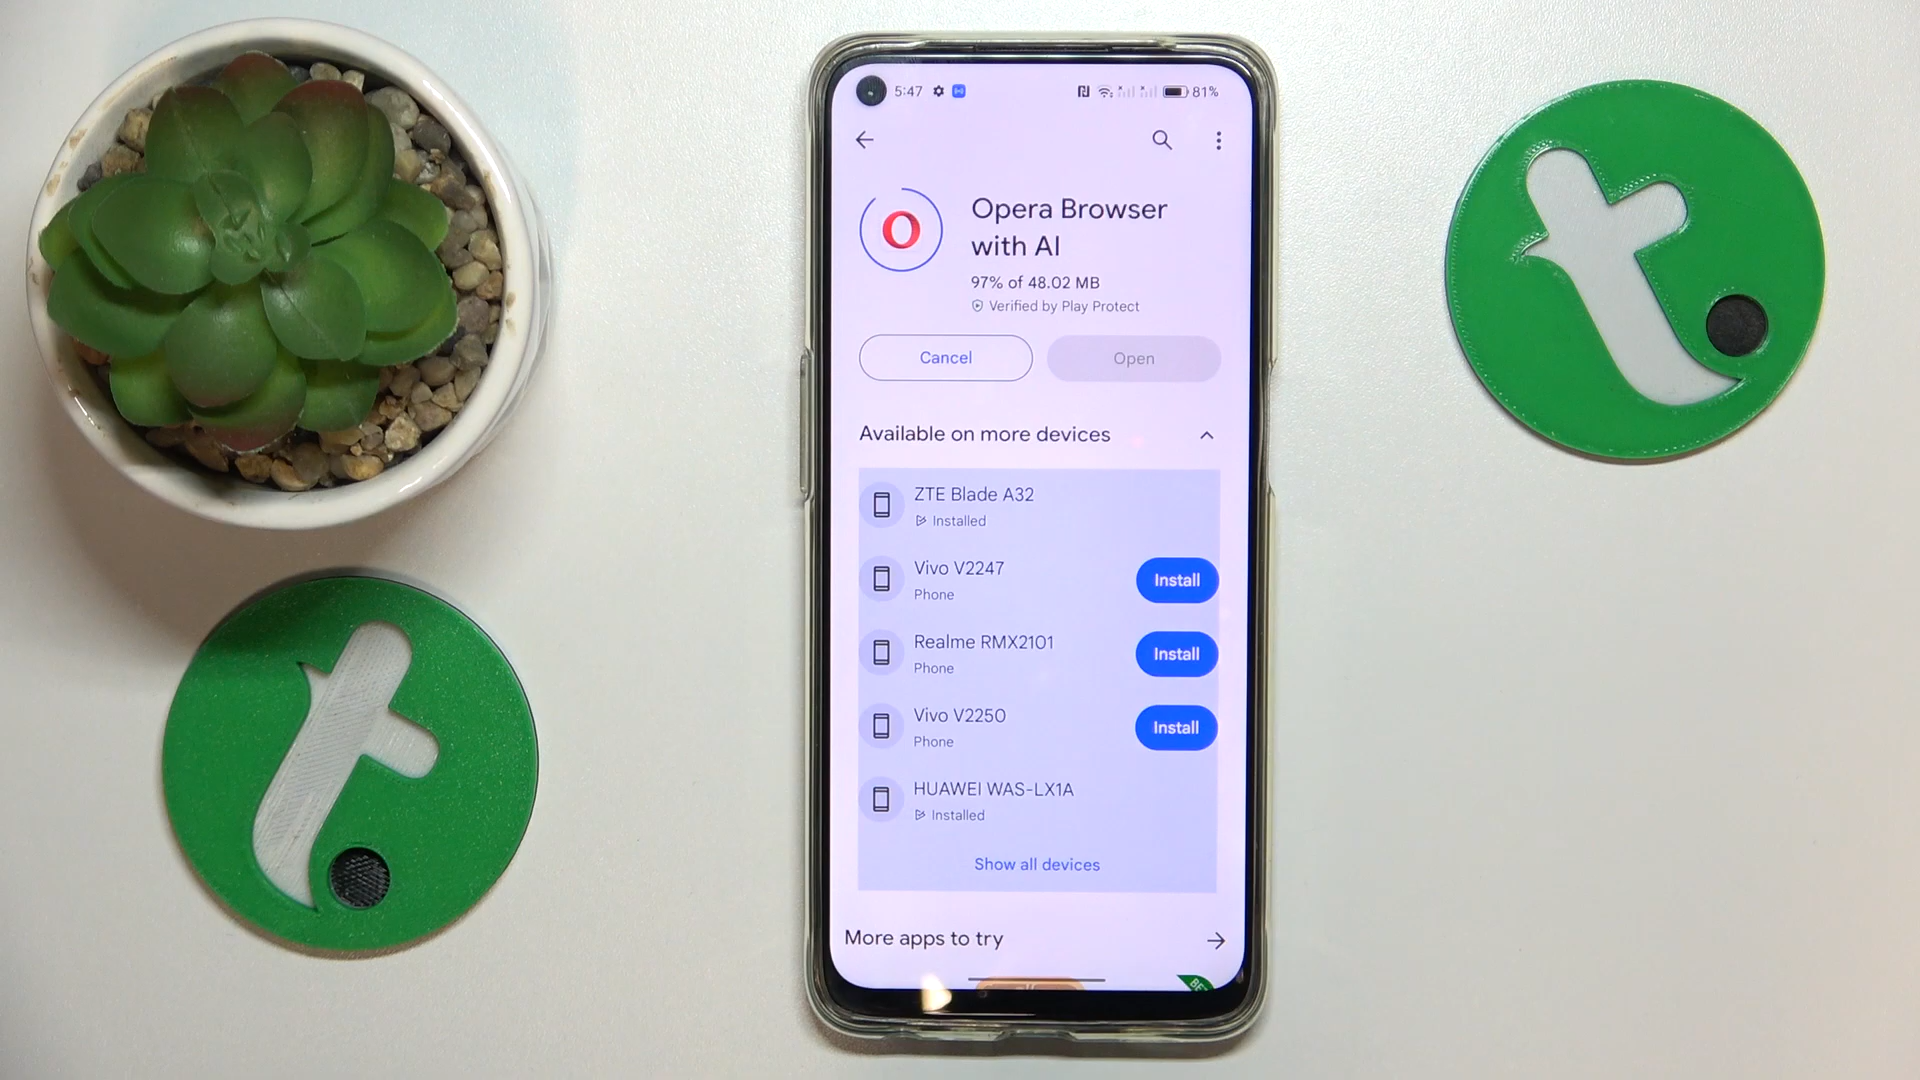 5:47
81%
Opera Browser
with AI
97% of 48.02 MB
Verified by Play Protect
Cancel
Open
Available on more devices
ZTE Blade A32
Installed
Vivo V2247
Phone
Install
Realme RMX2101
Phone
Install
Vivo V2250
Phone
Install
HUAWEI WAS-LX1A
Installed
Show all devices
More apps to try